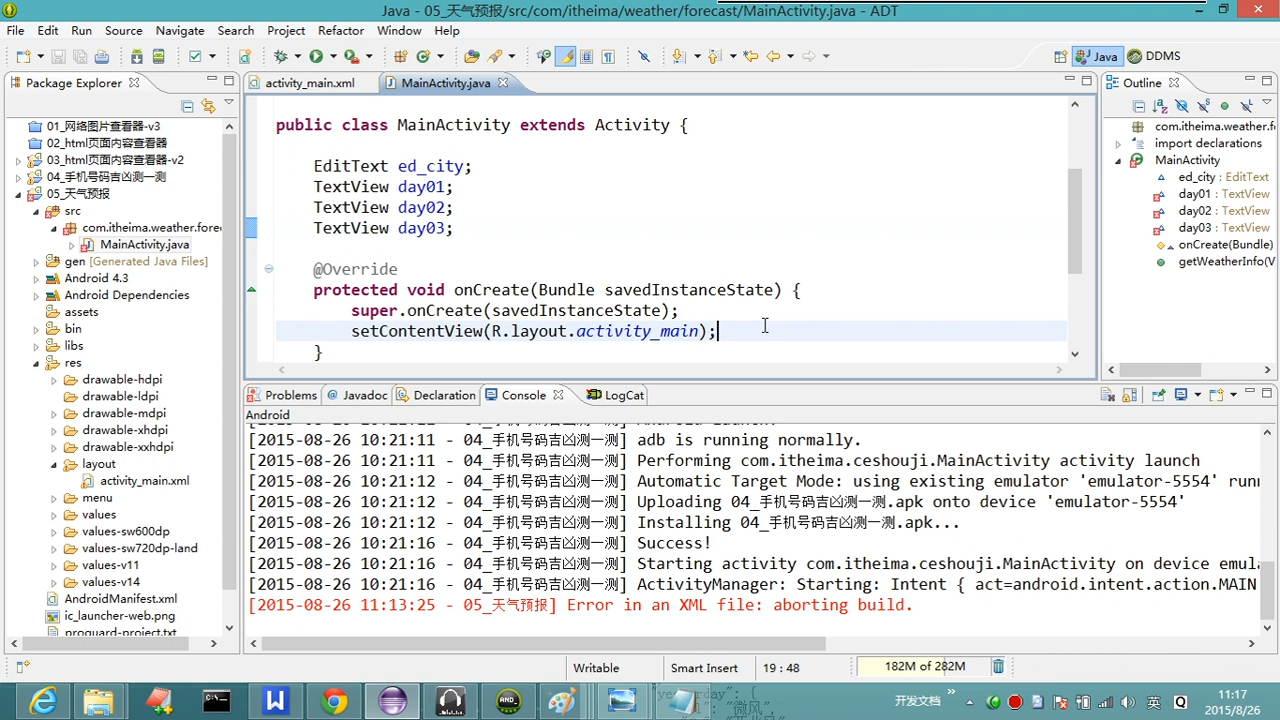 Java - 05_天气预报/src/com/itheima/weather/forecast/MainActivity.java - ADT
File Edit Run Source Navigate Search Project Refactor Window Help
Java DDMS
Package Explorer
01_网络图片查看器-v3
02_html页面内容查看器
03_html页面内容查看器-v2
04_手机号码吉凶测一测
05_天气预报
src
com.itheima.weather.fore
MainActivity.java
gen [Generated Java Files]
Android 4.3
Android Dependencies
assets
bin
libs
res
drawable-hdpi
drawable-ldpi
drawable-mdpi
drawable-xhdpi
drawable-xxhdpi
layout
activity_main.xml
menu
values
values-sw600dp
values-sw720dp-land
values-v11
values-v14
AndroidManifest.xml
ic_launcher-web.png
proguard-project.txt
activity_main.xml MainActivity.java
public class MainActivity extends Activity {
EditText ed_city;
TextView day01;
TextView day02;
TextView day03;
@Override
protected void onCreate(Bundle savedInstanceState) {
super.onCreate(savedInstanceState);
setContentView(R.layout.activity_main);
}
Outline
com.itheima.weather.f
import declarations
MainActivity
ed_city : EditText
day01 : TextView
day02 : TextView
day03 : TextView
onCreate(Bundle)
getWeatherInfo(V
Problems Javadoc Declaration Console LogCat
Android
[2015-08-26 10:21:11 - 04_手机号码吉凶测一测] adb is running normally.
[2015-08-26 10:21:11 - 04_手机号码吉凶测一测] Performing com.itheima.ceshouji.MainActivity activity launch
[2015-08-26 10:21:12 - 04_手机号码吉凶测一测] Automatic Target Mode: using existing emulator 'emulator-5554' runn
[2015-08-26 10:21:12 - 04_手机号码吉凶测一测] Uploading 04_手机号码吉凶测一测.apk onto device 'emulator-5554'
[2015-08-26 10:21:12 - 04_手机号码吉凶测一测] Installing 04_手机号码吉凶测一测.apk...
[2015-08-26 10:21:16 - 04_手机号码吉凶测一测] Success!
[2015-08-26 10:21:16 - 04_手机号码吉凶测一测] Starting activity com.itheima.ceshouji.MainActivity on device emul
[2015-08-26 10:21:16 - 04_手机号码吉凶测一测] ActivityManager: Starting: Intent { act=android.intent.action.MAIN
[2015-08-26 11:13:25 - 05_天气预报] Error in an XML file: aborting build.
Writable Smart Insert 19 : 48 182M of 282M
开发文档
英
11:17
2015/8/26